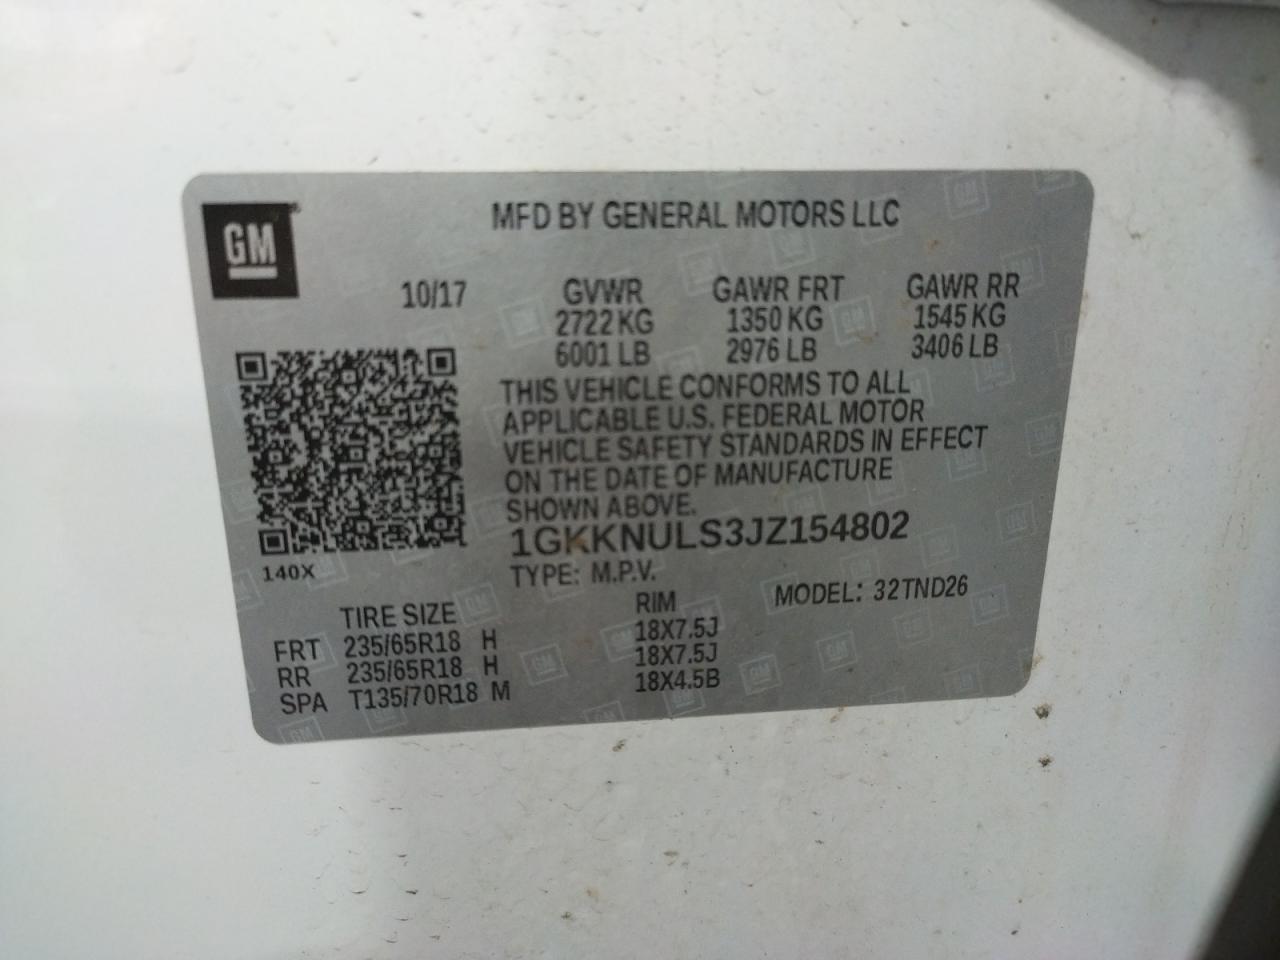 GM
MFD BY GENERAL MOTORS LLC
10/17
GVWR GAWR FRT GAWR RR
2722 KG 1350 KG 1545 KG
6001 LB 2976 LB 3406 LB
THIS VEHICLE CONFORMS TO ALL
APPLICABLE U.S. FEDERAL MOTOR
VEHICLE SAFETY STANDARDS IN EFFECT
ON THE DATE OF MANUFACTURE
SHOWN ABOVE.
1GKKNULS3JZ154802
140X
TYPE: M.P.V. MODEL: 32TND26
TIRE SIZE RIM
FRT 235/65R18 H 18X7.5J
RR 235/65R18 H 18X7.5J
SPA T135/70R18 M 18X4.5B